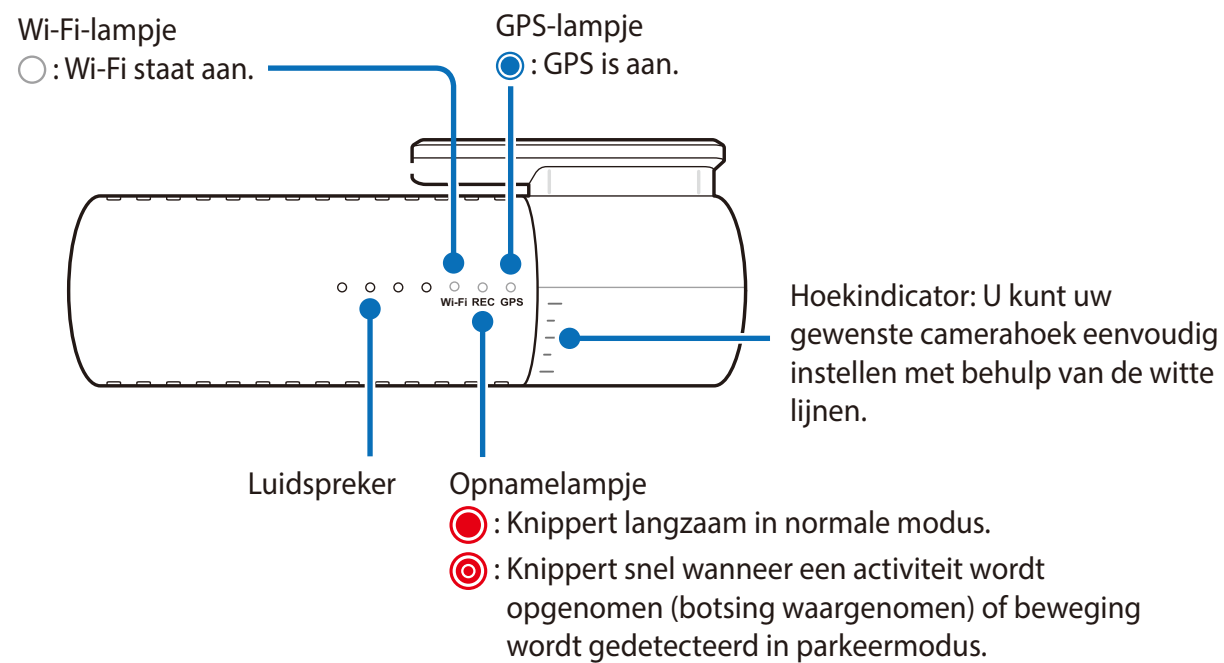 Wi-Fi-lampje
: Wi-Fi staat aan.
GPS-lampje
: GPS is aan.
Wi-Fi REC GPS
Hoekindicator: U kunt uw
gewenste camerahoek eenvoudig
instellen met behulp van de witte
lijnen.
Luidspreker
Opnamelampje
: Knippert langzaam in normale modus.
: Knippert snel wanneer een activiteit wordt
opgenomen (botsing waargenomen) of beweging
wordt gedetecteerd in parkeermodus.